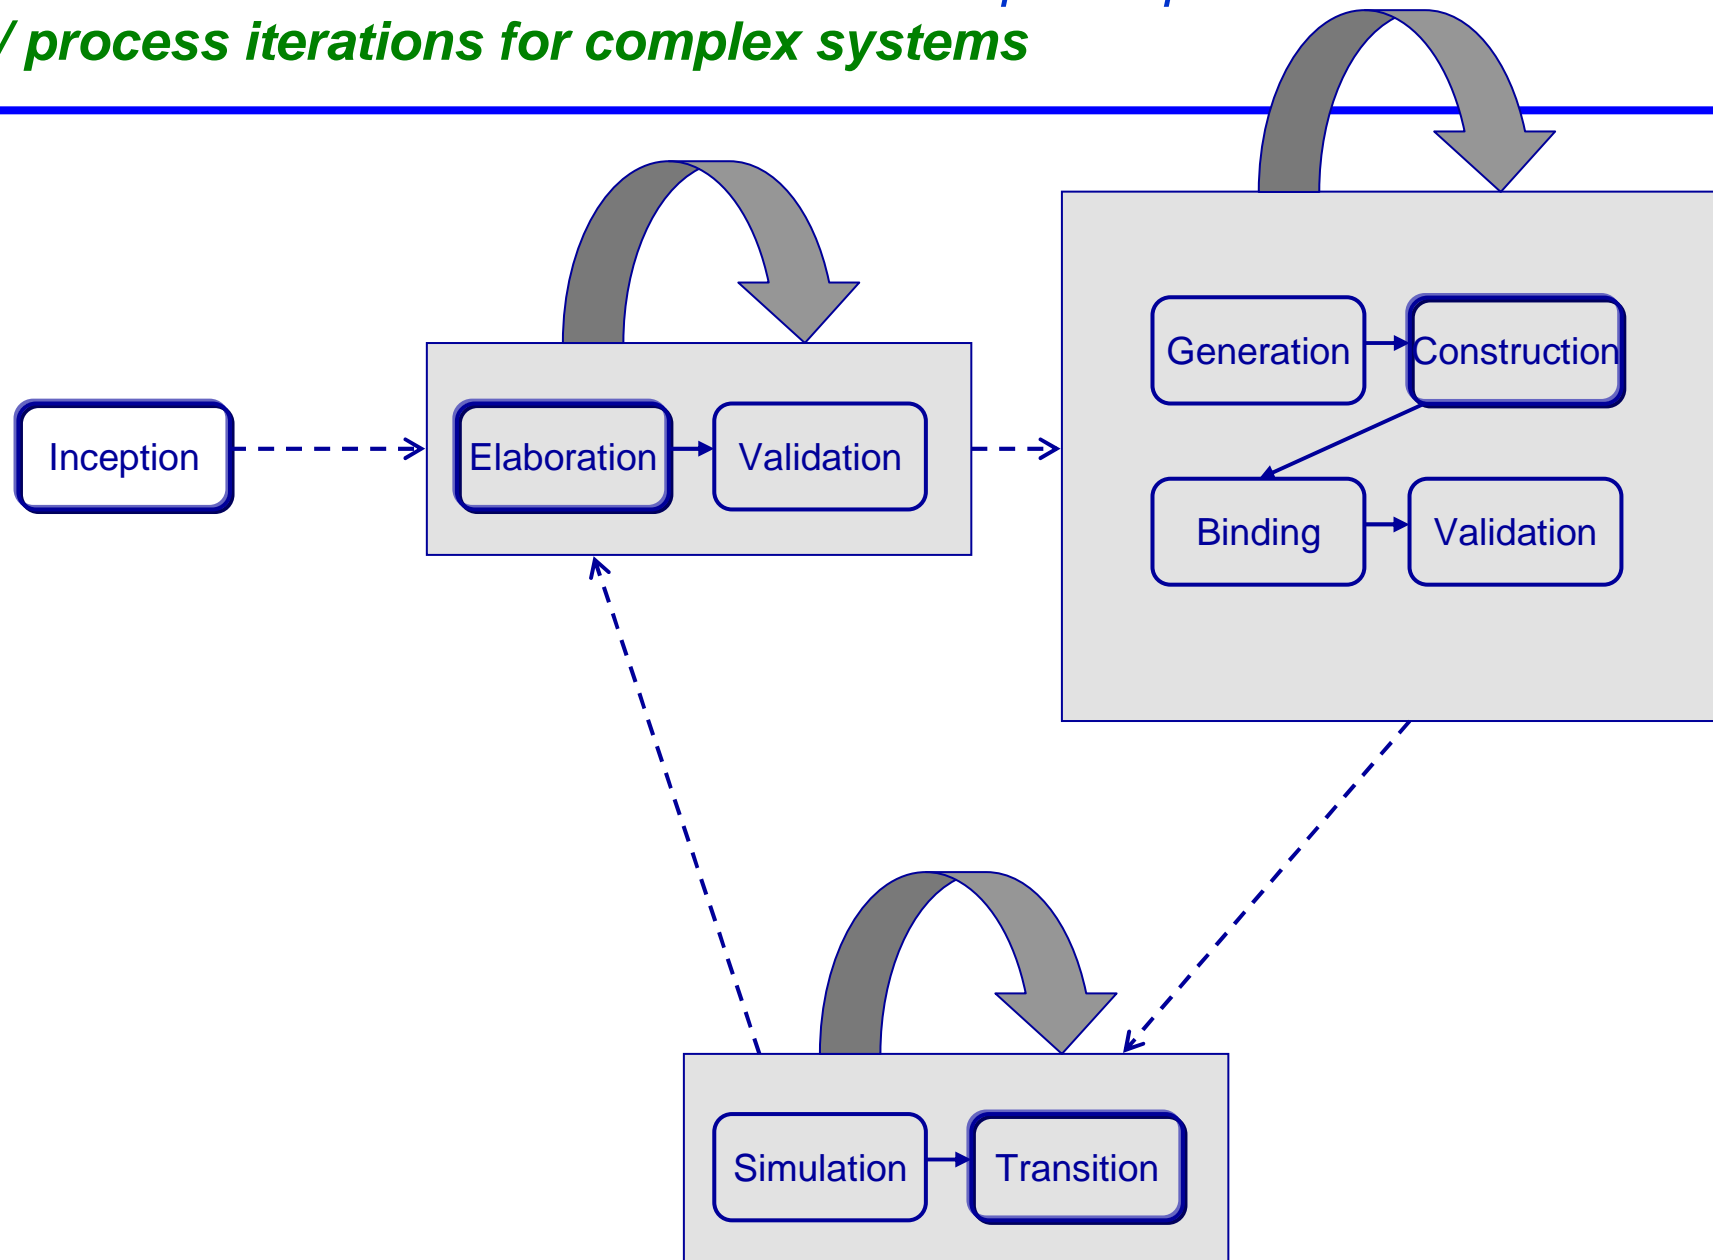 / process iterations for complex systems
Generation
Construction
Inception
Elaboration
Validation
Binding
Validation
Simulation
Transition